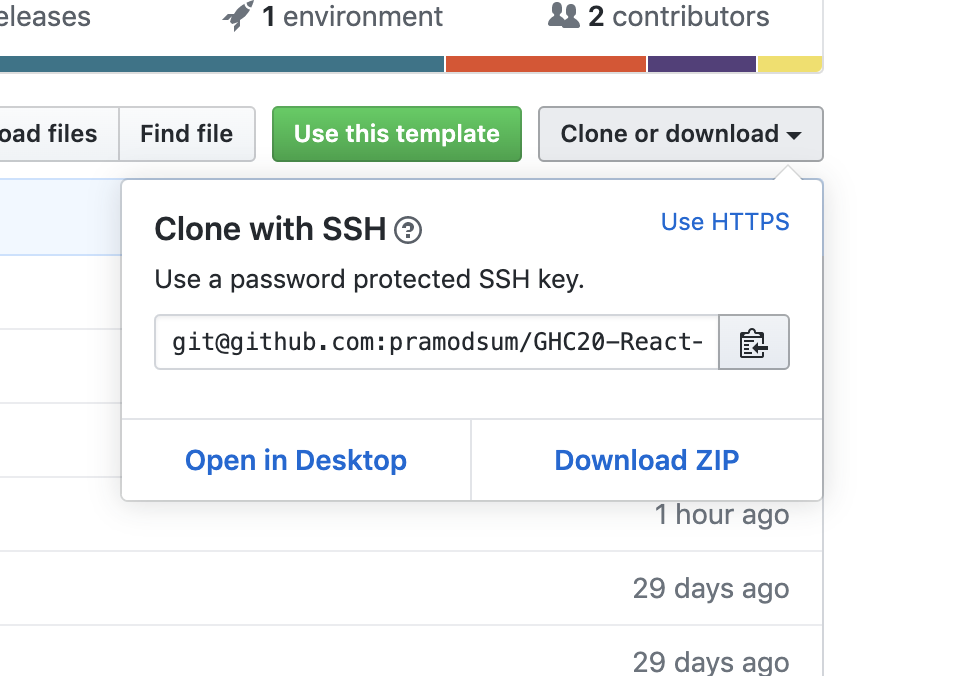 eleases 1 environment 2 contributors
oad files Find file Use this template Clone or download
Clone with SSH ? Use HTTPS
Use a password protected SSH key.
git@github.com:pramodsum/GHC20-React-
Open in Desktop Download ZIP
1 hour ago
29 days ago
29 days ago